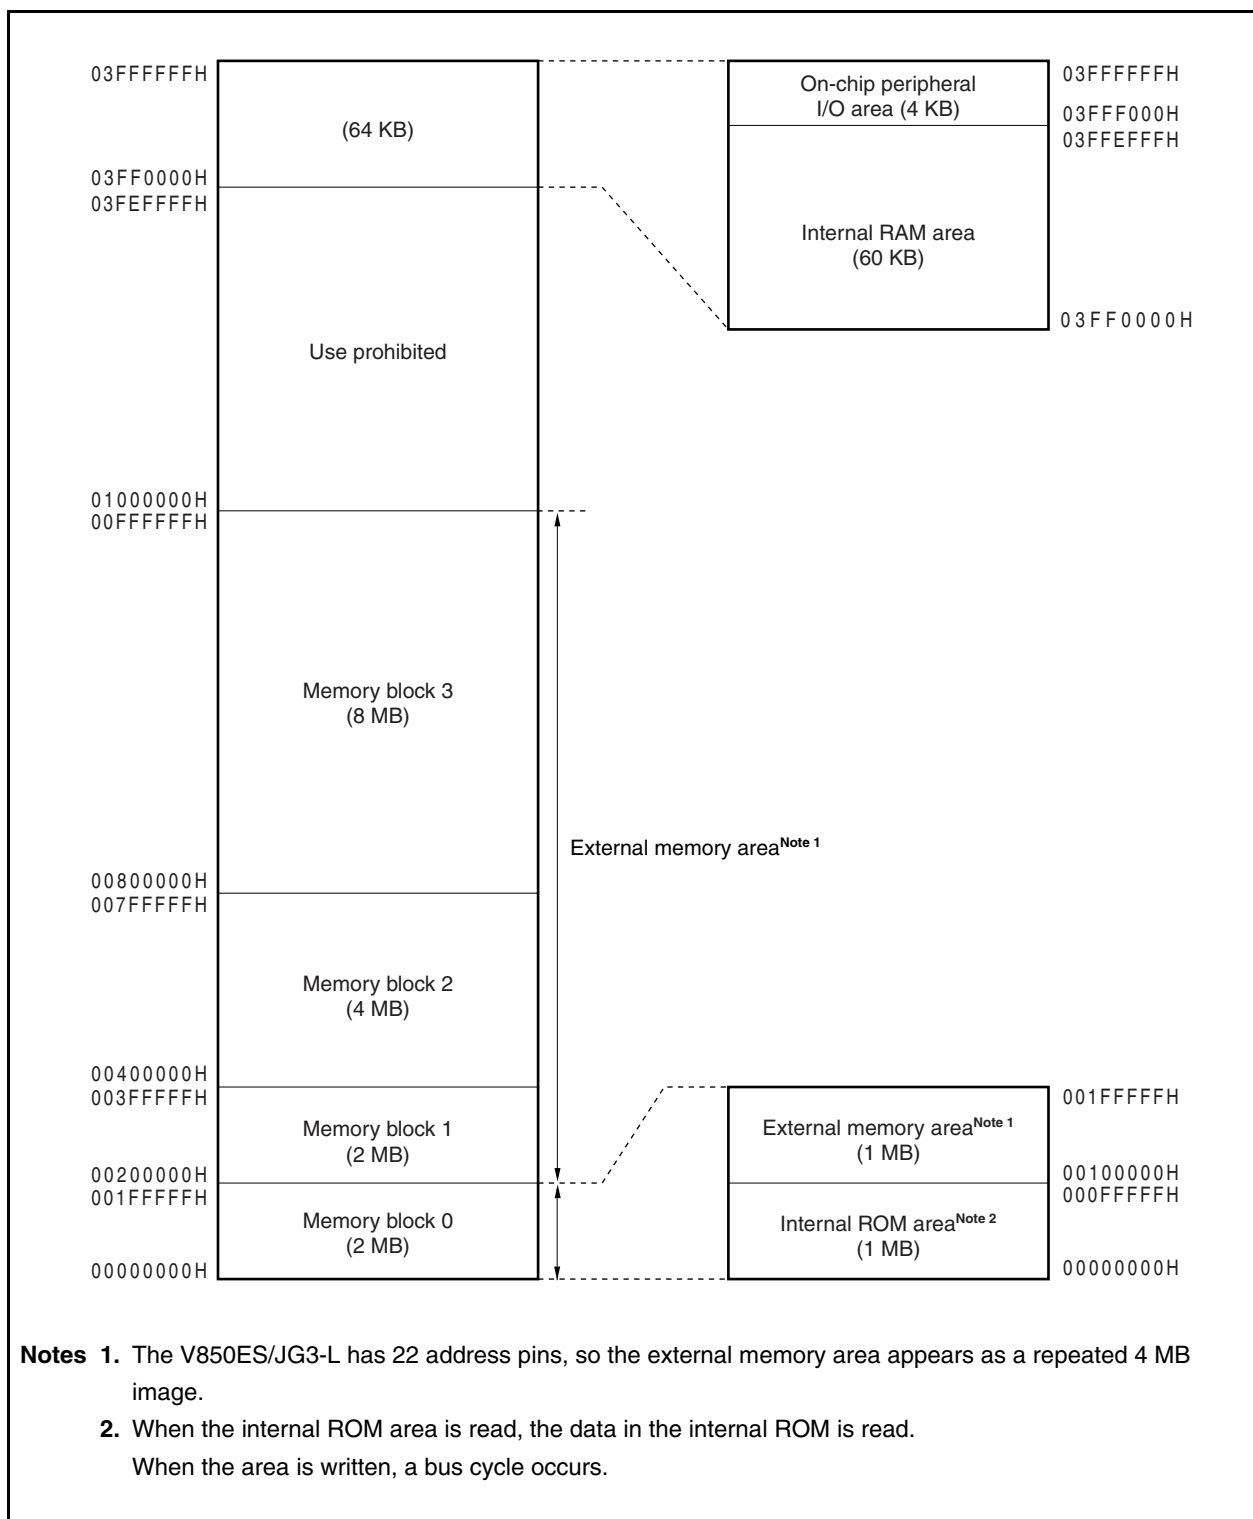 03FFFFFFH
(64 KB)
03FF0000H
03FEFFFFH
Use prohibited
01000000H
00FFFFFFH
Memory block 3
(8 MB)
00800000H
007FFFFFH
Memory block 2
(4 MB)
00400000H
003FFFFFH
Memory block 1
(2 MB)
00200000H
001FFFFFH
Memory block 0
(2 MB)
00000000H
On-chip peripheral
I/O area (4 KB)
03FFFFFFH
03FFF000H
03FFEFFFH
Internal RAM area
(60 KB)
03FF0000H
External memory areaNote 1
External memory areaNote 1
(1 MB)
001FFFFFH
00100000H
000FFFFFH
Internal ROM areaNote 2
(1 MB)
00000000H
Notes 1. The V850ES/JG3-L has 22 address pins, so the external memory area appears as a repeated 4 MB
image.
2. When the internal ROM area is read, the data in the internal ROM is read.
When the area is written, a bus cycle occurs.